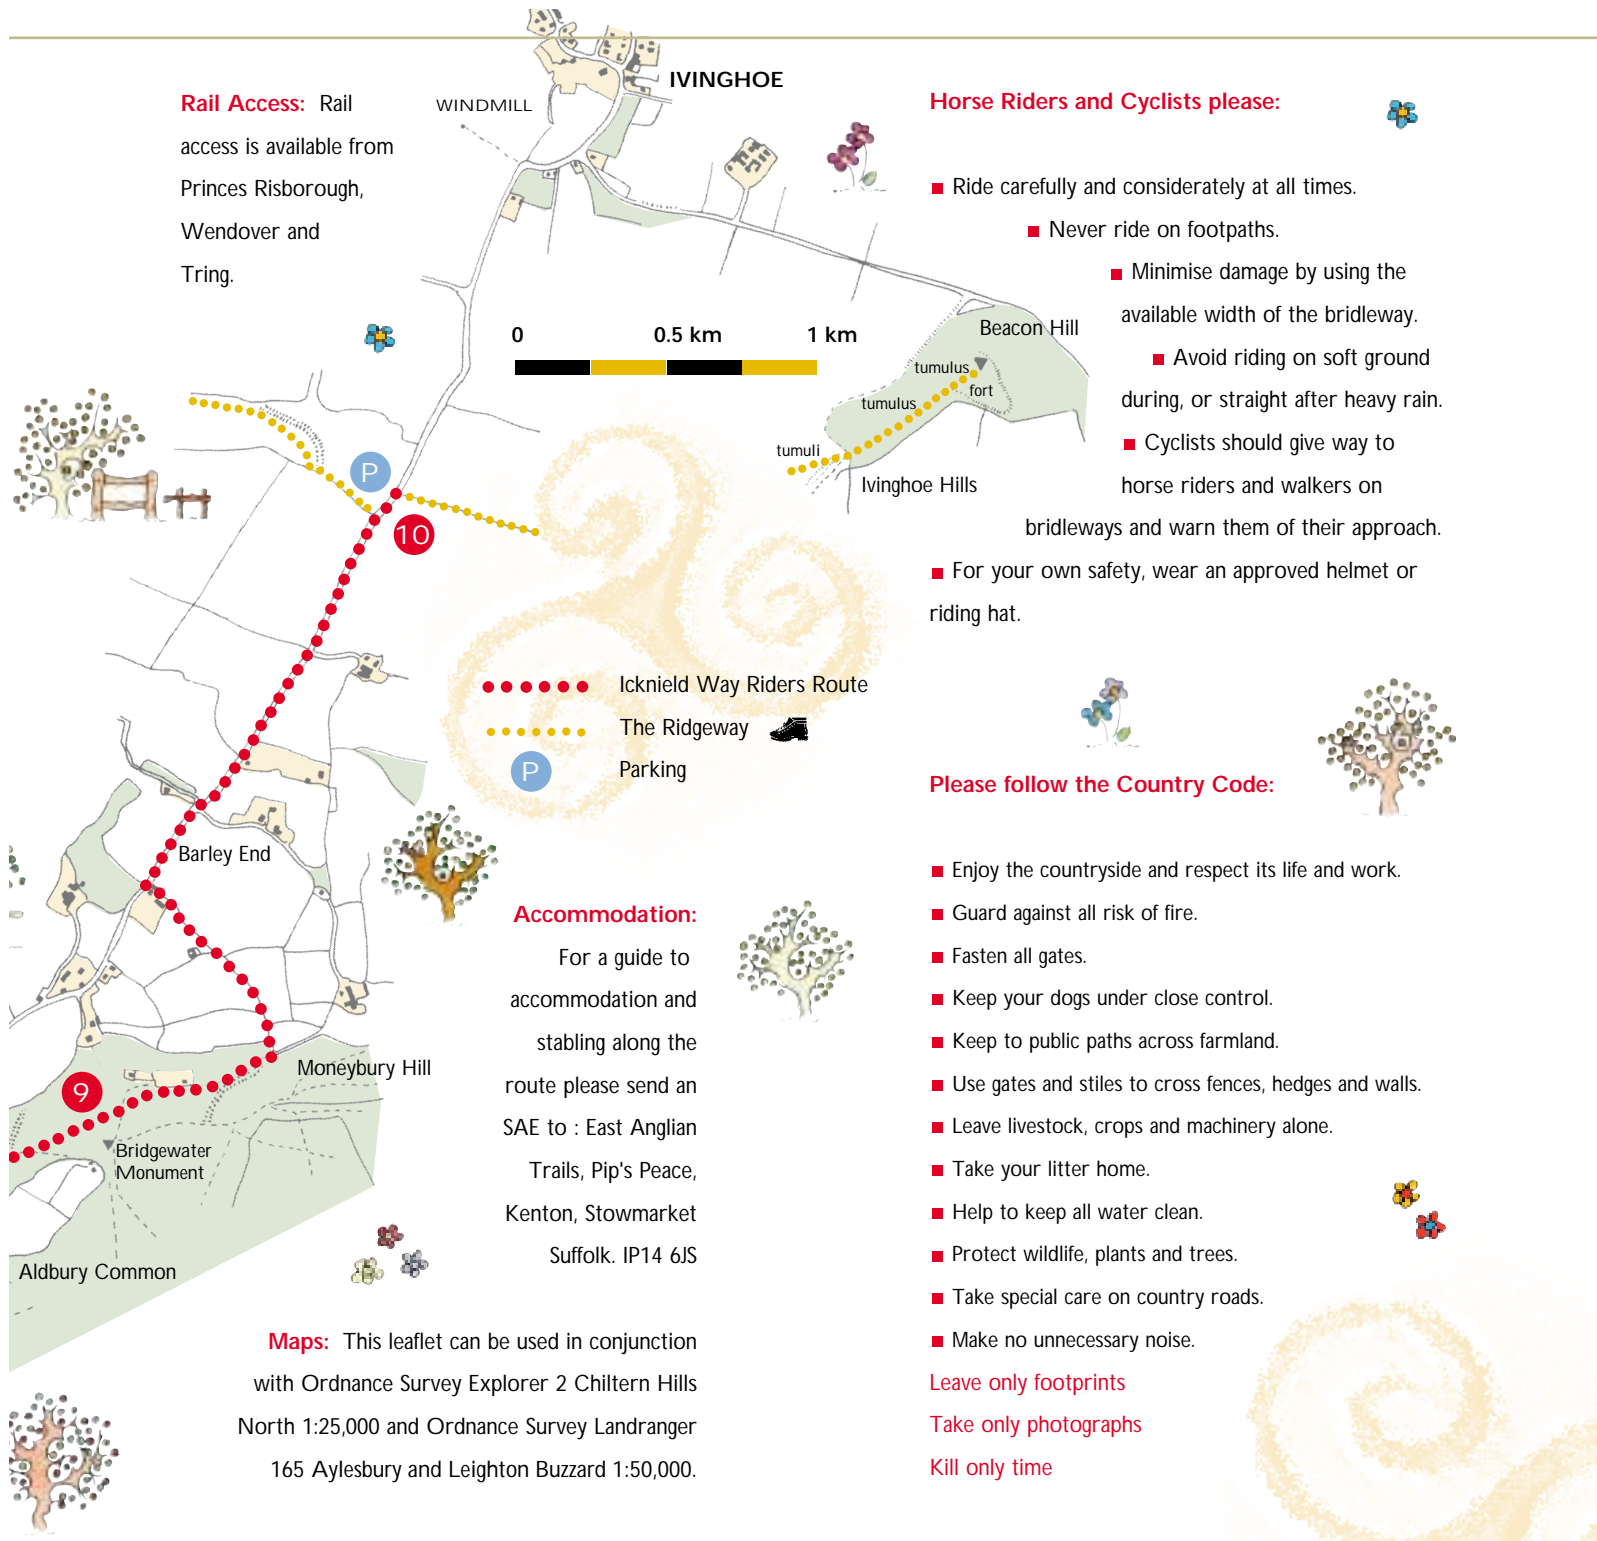 IVINGHOE
WINDMILL
Rail Access: Rail
access is available from
Princes Risborough,
Wendover and
Tring.
0 0.5 km 1 km
Beacon Hill
tumulus
fort
tumulus
tumuli
Ivinghoe Hills
P
10
Icknield Way Riders Route
The Ridgeway
P Parking
Barley End
Moneybury Hill
9
Bridgewater
Monument
Aldbury Common
Accommodation:
For a guide to
accommodation and
stabling along the
route please send an
SAE to : East Anglian
Trails, Pip's Peace,
Kenton, Stowmarket
Suffolk. IP14 6JS
Maps: This leaflet can be used in conjunction
with Ordnance Survey Explorer 2 Chiltern Hills
North 1:25,000 and Ordnance Survey Landranger
165 Aylesbury and Leighton Buzzard 1:50,000.
Horse Riders and Cyclists please:
■ Ride carefully and considerately at all times.
■ Never ride on footpaths.
■ Minimise damage by using the
available width of the bridleway.
■ Avoid riding on soft ground
during, or straight after heavy rain.
■ Cyclists should give way to
horse riders and walkers on
bridleways and warn them of their approach.
■ For your own safety, wear an approved helmet or
riding hat.
Please follow the Country Code:
■ Enjoy the countryside and respect its life and work.
■ Guard against all risk of fire.
■ Fasten all gates.
■ Keep your dogs under close control.
■ Keep to public paths across farmland.
■ Use gates and stiles to cross fences, hedges and walls.
■ Leave livestock, crops and machinery alone.
■ Take your litter home.
■ Help to keep all water clean.
■ Protect wildlife, plants and trees.
■ Take special care on country roads.
■ Make no unnecessary noise.
Leave only footprints
Take only photographs
Kill only time